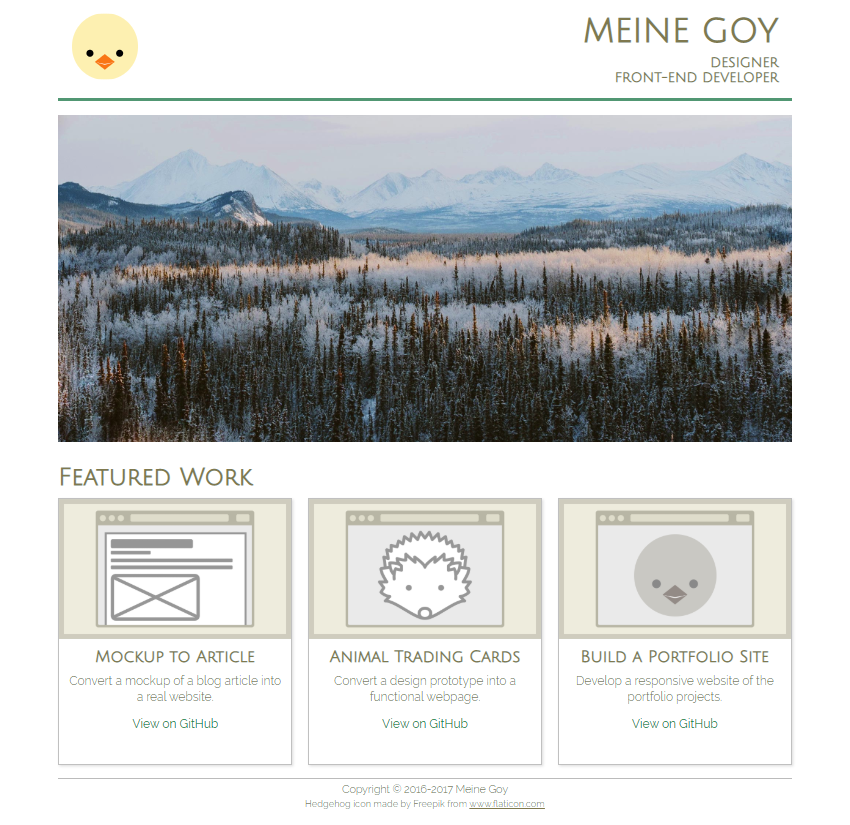 MEINE GOY
DESIGNER
FRONT-END DEVELOPER
FEATURED WORK
MOCKUP TO ARTICLE
Convert a mockup of a blog article into
a real website.
View on GitHub
ANIMAL TRADING CARDS
Convert a design prototype into a
functional webpage.
View on GitHub
BUILD A PORTFOLIO SITE
Develop a responsive website of the
portfolio projects.
View on GitHub
Copyright © 2016-2017 Meine Goy
Hedgehog icon made by Freepik from www.flaticon.com